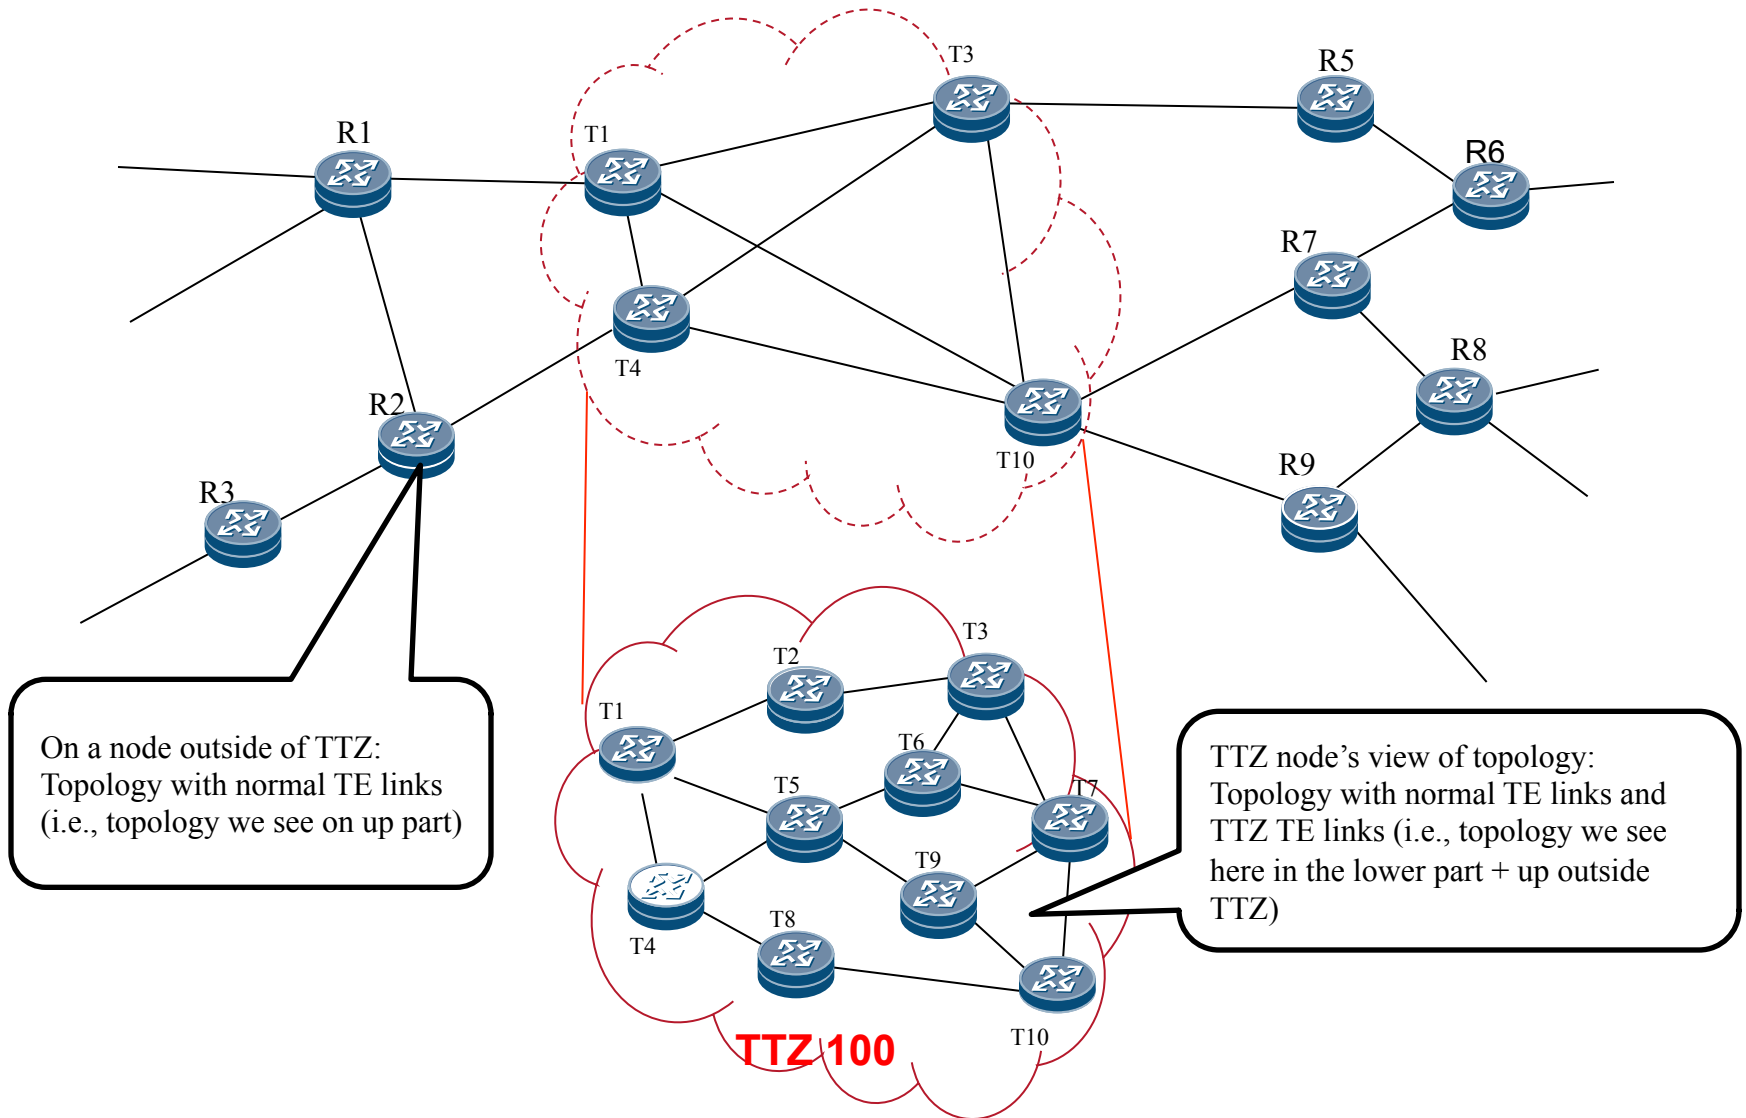 T3
R5
R1
T1
R6
R7
T4
R8
R2
T10
R9
R3
T3
T2
T1
T6
T5
T7
T9
T8
T4
T10
TTZ 100
On a node outside of TTZ:
Topology with normal TE links
(i.e., topology we see on up part)
TTZ node’s view of topology:
Topology with normal TE links and
TTZ TE links (i.e., topology we see
here in the lower part + up outside
TTZ)